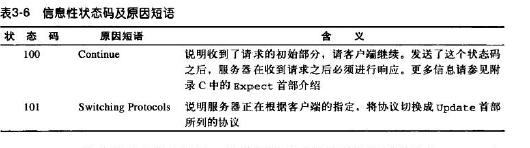 表3-6 信息性状态码及原因短语
状 态 码 原因短语 含 义
100 Continue 说明收到了请求的初始部分，请客户端继续。发送了这个状态码
之后，服务器在收到请求之后必须进行响应。更多信息请参见附
录 C 中的 Expect 首部介绍
101 Switching Protocols 说明服务器正在根据客户端的指定，将协议切换成 Update 首部
所列的协议